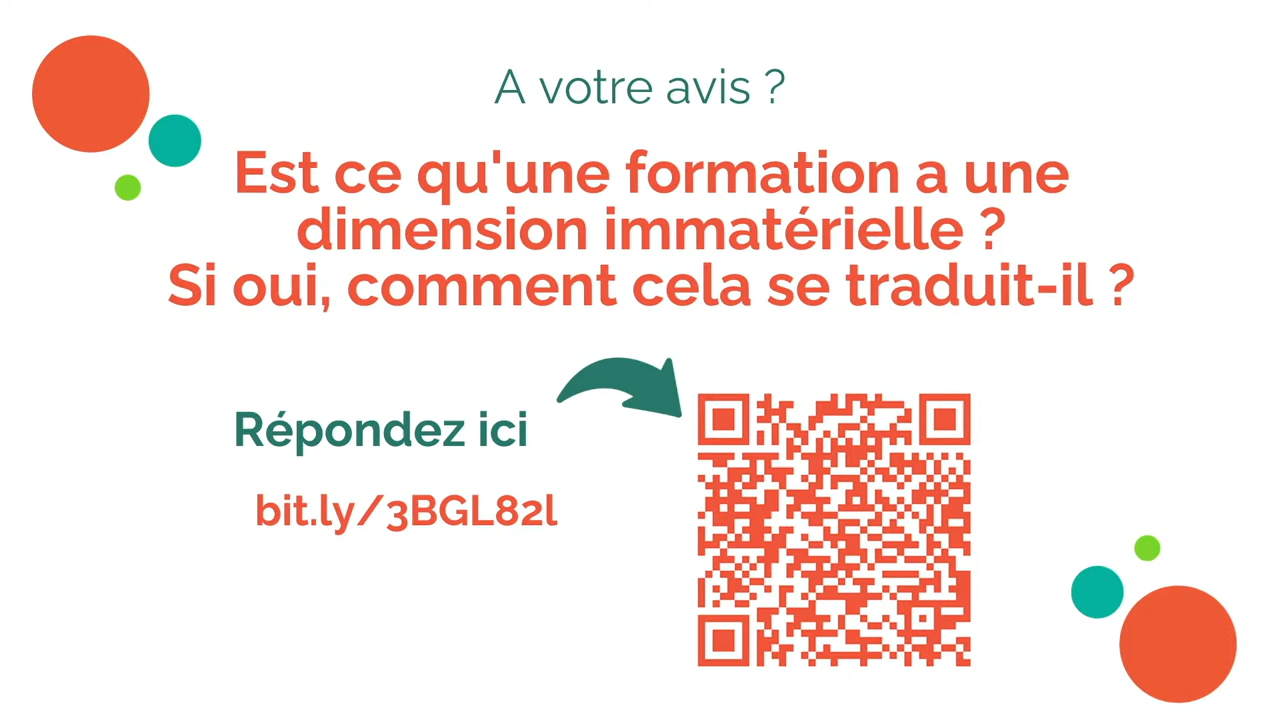 A votre avis ?
Est ce qu'une formation a une
dimension immatérielle ?
Si oui, comment cela se traduit-il ?
Répondez ici
bit.ly/3BGL82l